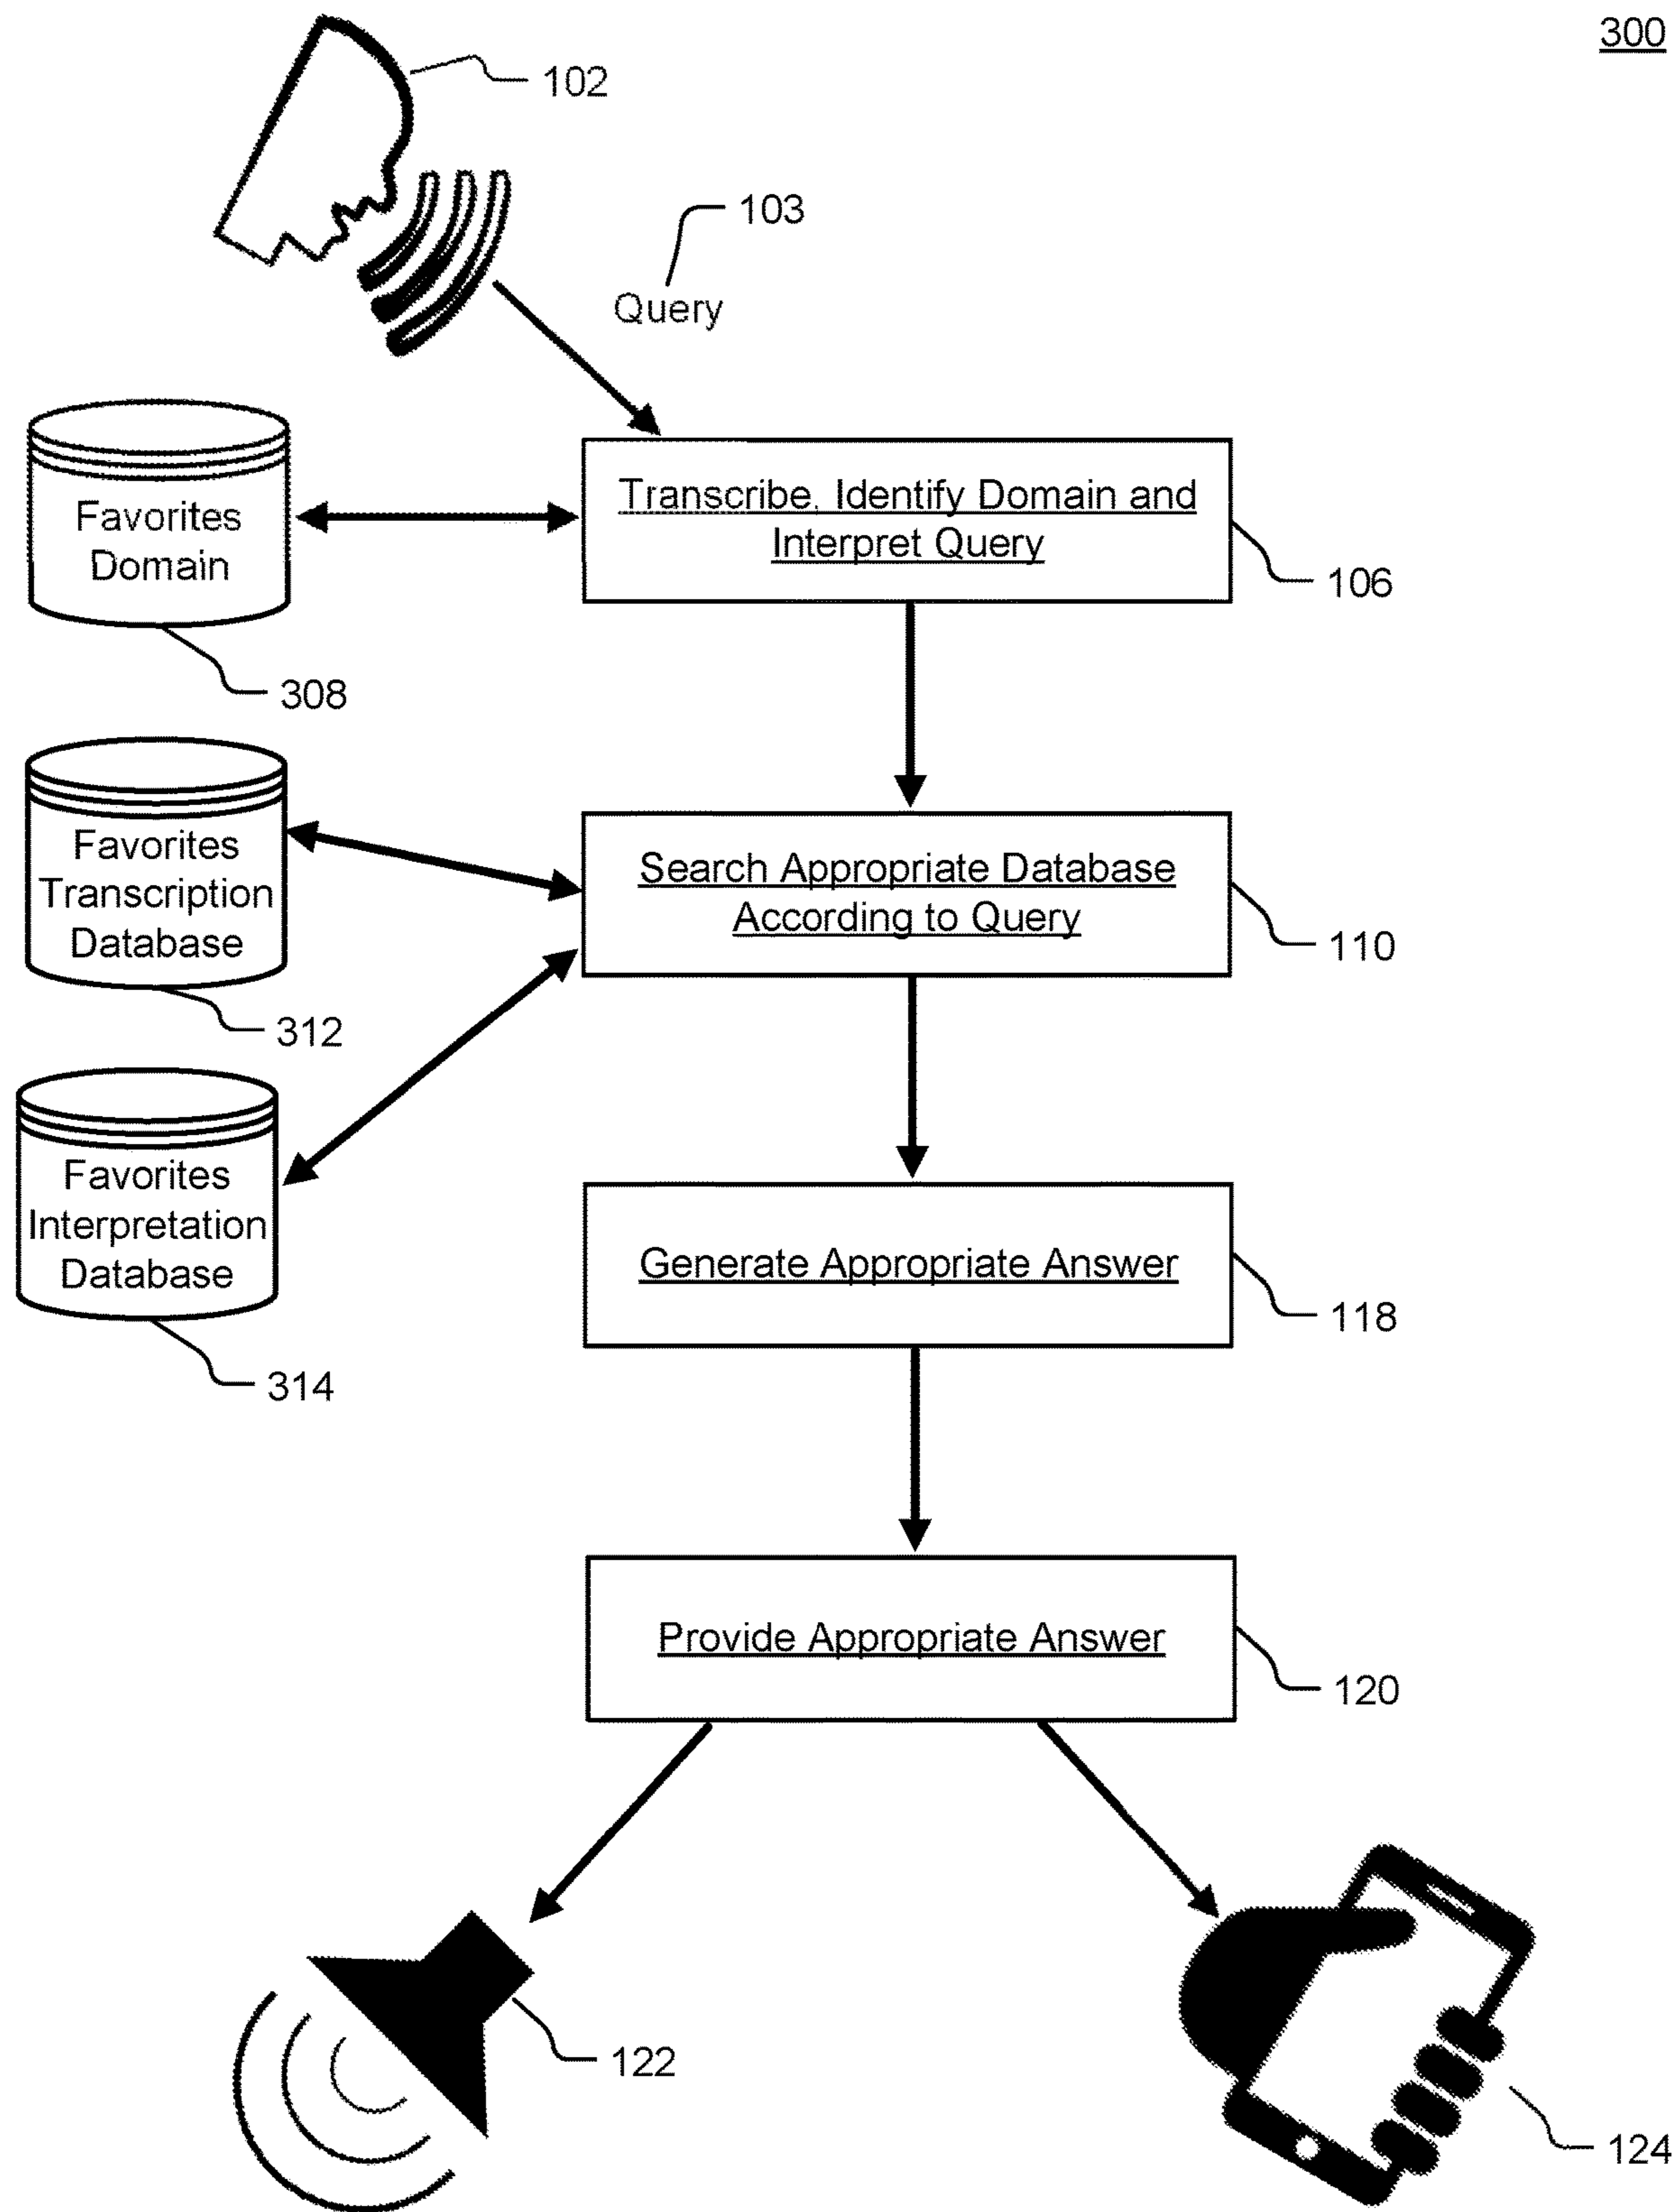 300
102
103
Query
Favorites
Domain
308
Transcribe, Identify Domain and
Interpret Query
106
Favorites
Transcription
Database
312
Search Appropriate Database
According to Query
110
Favorites
Interpretation
Database
314
Generate Appropriate Answer
118
Provide Appropriate Answer
120
122
124